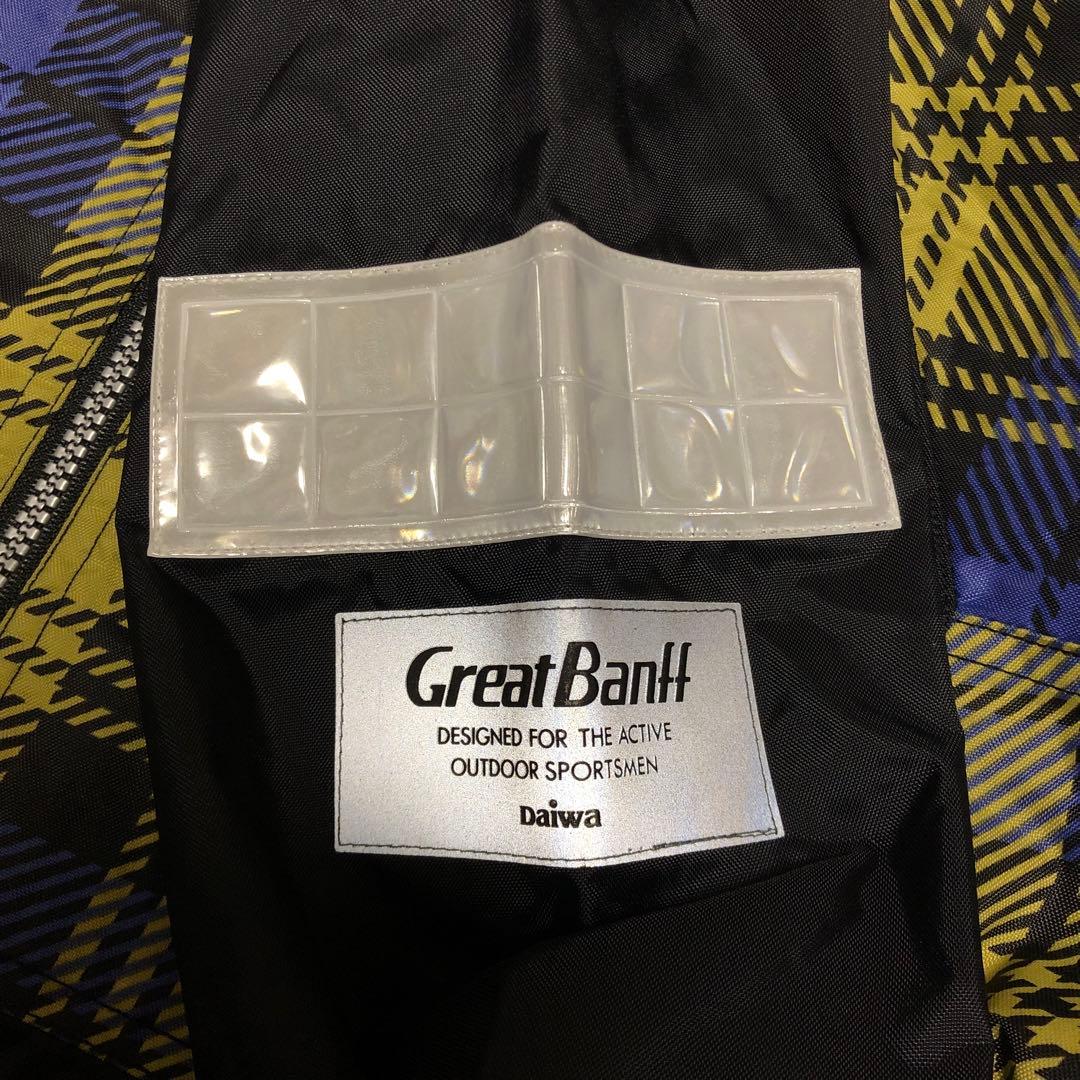 GreatBanff
DESIGNED FOR THE ACTIVE
OUTDOOR SPORTSMEN
Daiwa